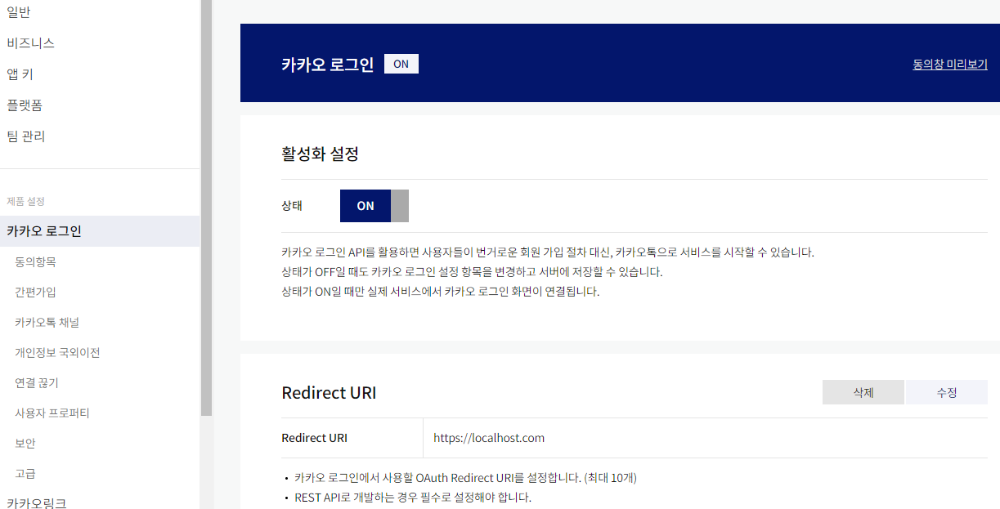 일반
비즈니스
앱 키
플랫폼
팀 관리
제품 설정
카카오 로그인
동의항목
간편가입
카카오톡 채널
개인정보 국외이전
연결 끊기
사용자 프로퍼티
보안
고급
카카오링크
카카오 로그인 ON
동의창 미리보기
활성화 설정
상태 ON
카카오 로그인 API를 활용하면 사용자들이 번거로운 회원 가입 절차 대신, 카카오톡으로 서비스를 시작할 수 있습니다.
상태가 OFF일 때도 카카오 로그인 설정 항목을 변경하고 서버에 저장할 수 있습니다.
상태가 ON일 때만 실제 서비스에서 카카오 로그인 화면이 연결됩니다.
Redirect URI
삭제 수정
Redirect URI https://localhost.com
• 카카오 로그인에서 사용할 OAuth Redirect URI를 설정합니다. (최대 10개)
• REST API로 개발하는 경우 필수로 설정해야 합니다.